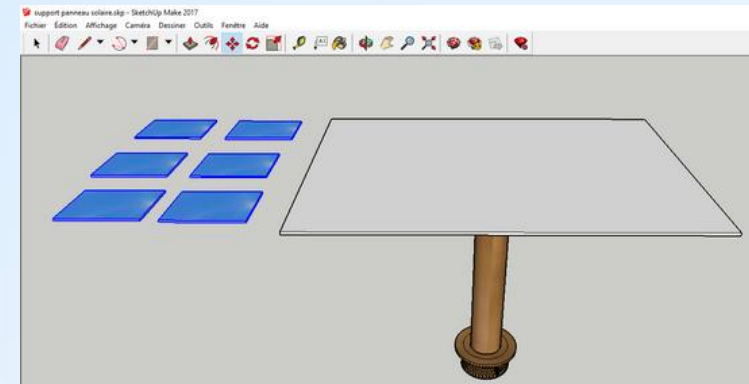 support panneau solaire.skp - SketchUp Make 2017
Fichier Édition Affichage Caméra Dessiner Outils Fenêtre Aide